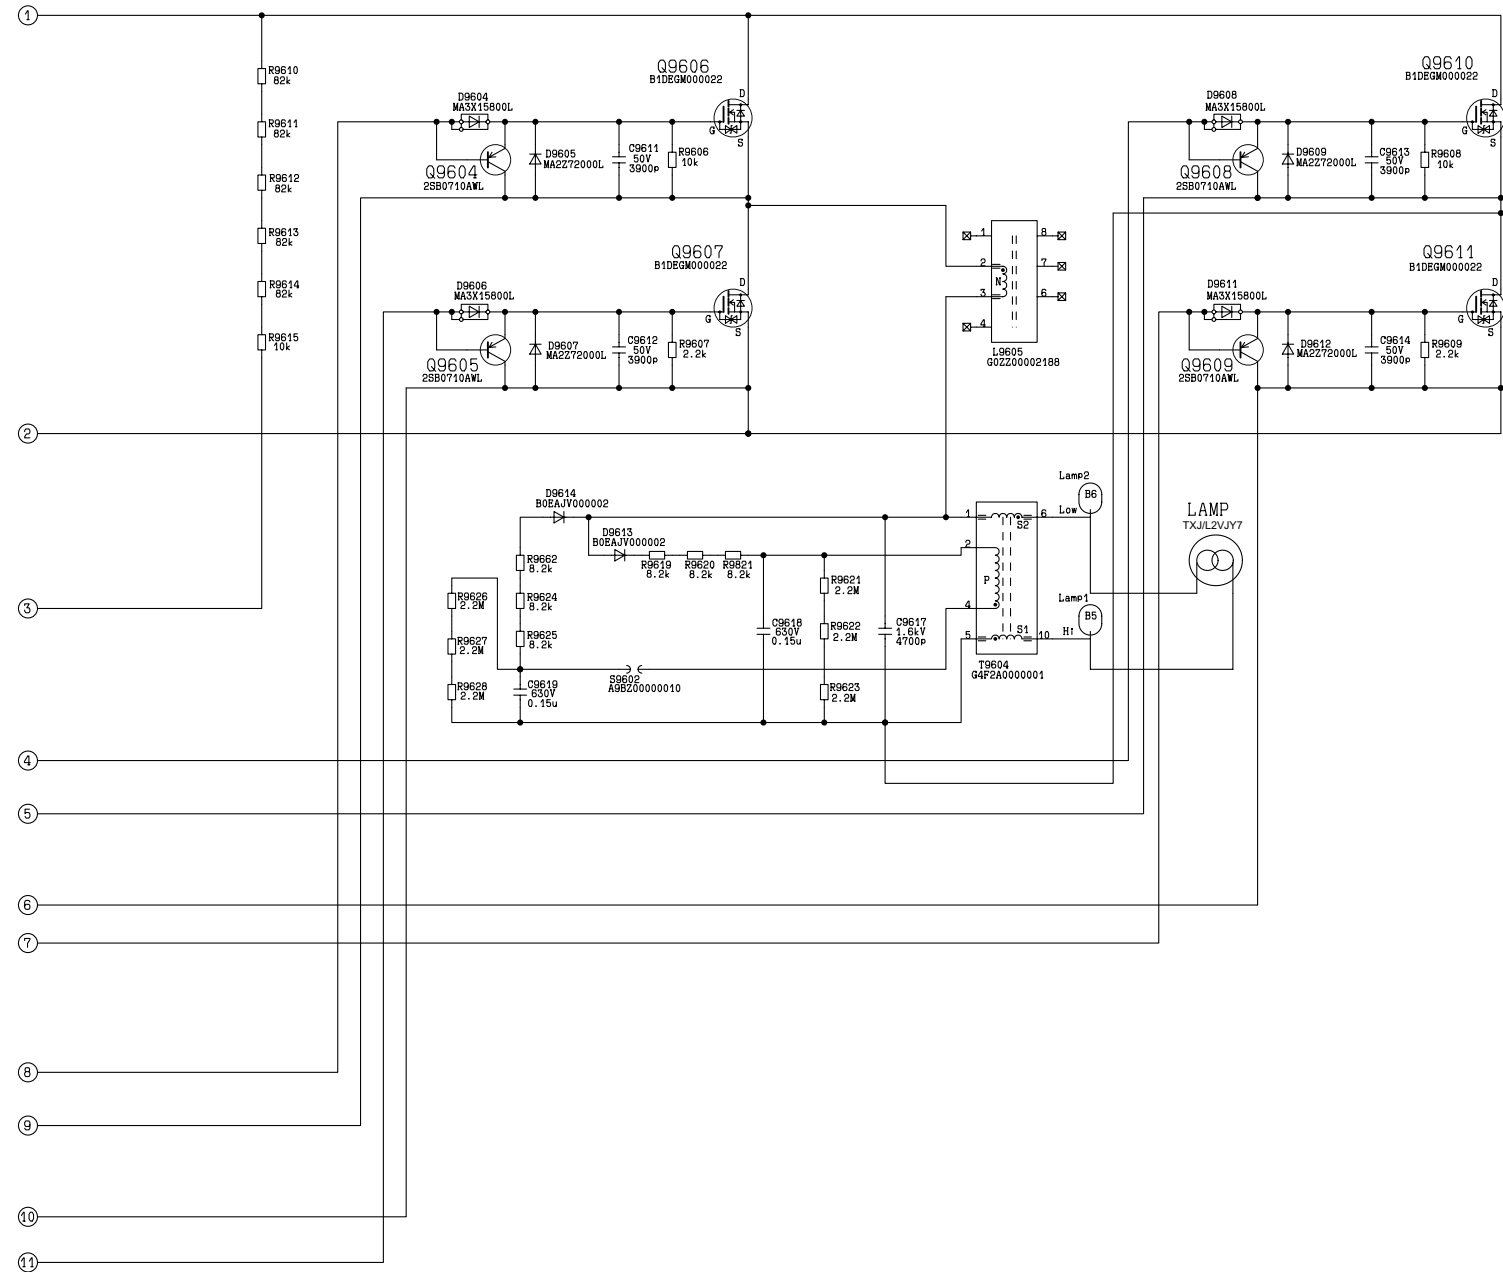 1
R9610
82k
R9611
82k
R9612
82k
R9613
82k
R9614
82k
R9615
10k
D9604
MA3X15800L
Q9604
2SB0710AWL
D9605
MA2Z72000L
C9611
50V
3900p
R9606
10k
Q9606
B1DEGM000022
D
G
S
D9606
MA3X15800L
Q9605
2SB0710AWL
D9607
MA2Z72000L
C9612
50V
3900p
R9607
2.2k
Q9607
B1DEGM000022
D
G
S
1
2
3
4
8
7
6
N
L9605
G0ZZ00002188
D9608
MA3X15800L
Q9608
2SB0710AWL
D9609
MA2Z72000L
C9613
50V
3900p
R9608
10k
Q9610
B1DEGM000022
D
G
S
D9611
MA3X15800L
Q9609
2SB0710AWL
D9612
MA2Z72000L
C9614
50V
3900p
R9609
2.2k
Q9611
B1DEGM000022
D
G
S
2
D9614
B0EAJV000002
D9613
B0EAJV000002
R9662
8.2k
R9619
8.2k
R9620
8.2k
R9821
8.2k
R9626
2.2M
R9624
8.2k
R9627
2.2M
R9625
8.2k
R9628
2.2M
C9619
630V
0.15u
S9602
A9BZ00000010
C9618
630V
0.15u
R9621
2.2M
R9622
2.2M
R9623
2.2M
C9617
1.6kV
4700p
1
2
4
5
6
10
S2
P
S1
T9604
G4F2A0000001
Lamp2
B6
Low
Lamp1
B5
Hi
LAMP
TXJ/L2VJY7
3
4
5
6
7
8
9
10
11